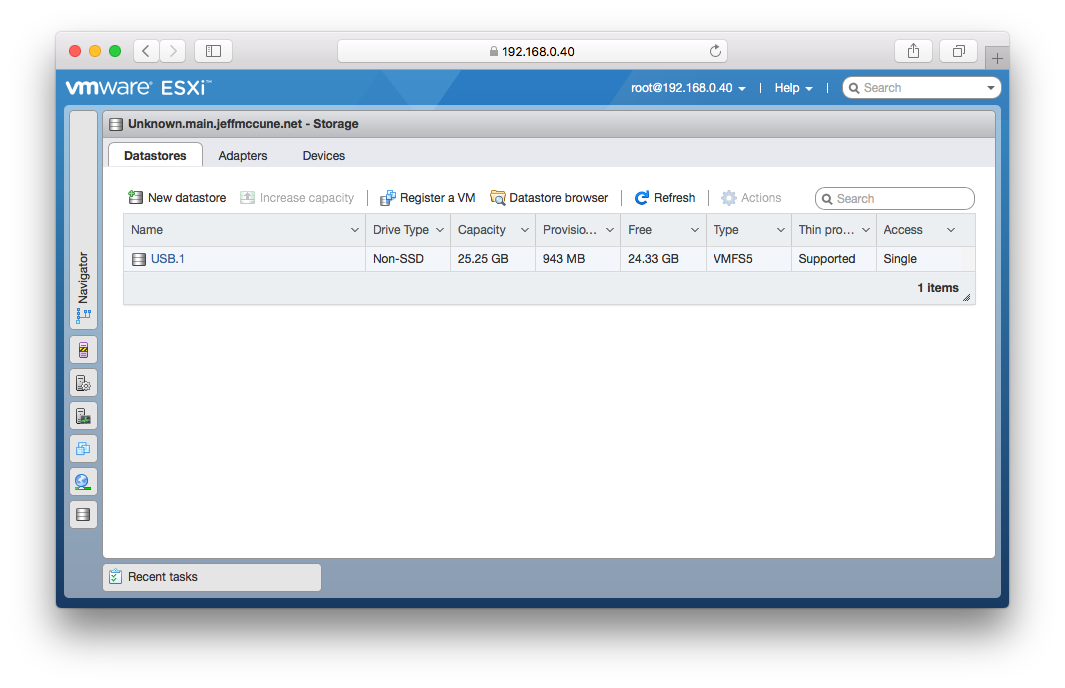 192.168.0.40
vmware® ESXi™
root@192.168.0.40 | Help | Search
Unknown.main.jeffmccune.net - Storage
Datastores Adapters Devices
New datastore Increase capacity | Register a VM Datastore browser | Refresh | Actions Search
Name Drive Type Capacity Provisio... Free Type Thin pro... Access
USB.1 Non-SSD 25.25 GB 943 MB 24.33 GB VMFS5 Supported Single
1 items
Navigator
Recent tasks